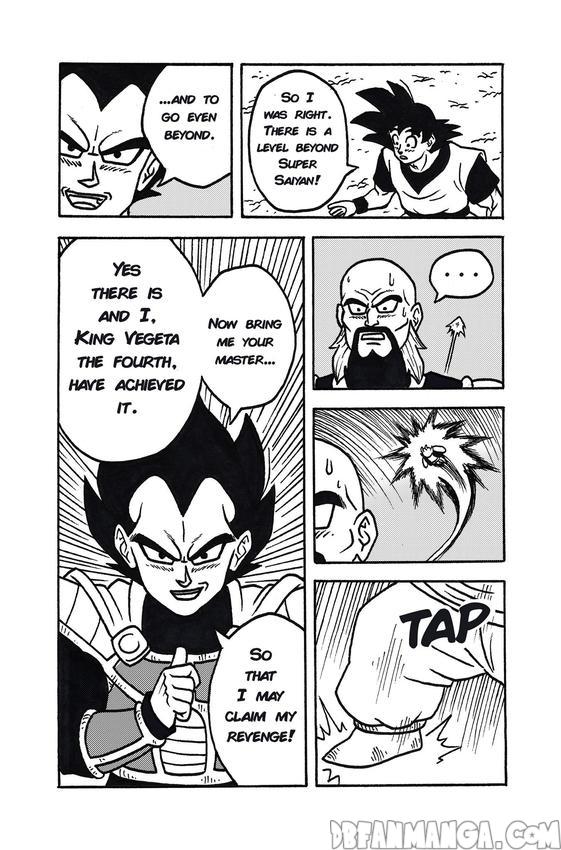 ...AND TO
GO EVEN
BEYOND.
SO I
WAS RIGHT.
THERE IS A
LEVEL BEYOND
SUPER
SAIYAN!
YES
THERE IS
AND I,
KING VEGETA
THE FOURTH,
HAVE ACHIEVED
IT.
NOW BRING
ME YOUR
MASTER...
SO
THAT
I MAY
CLAIM MY
REVENGE!
...
TAP
DBFANMANGA.COM